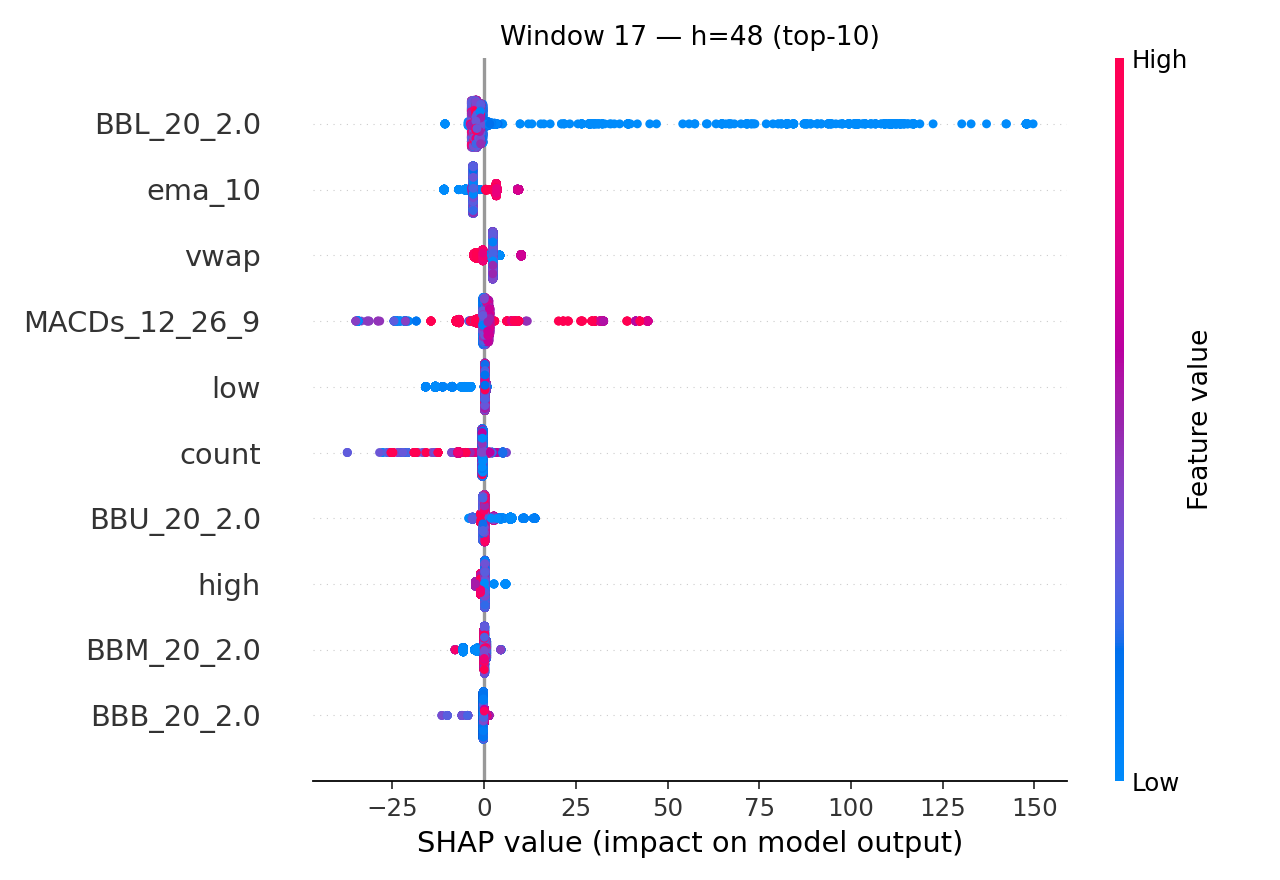 Window 17 — h=48 (top-10)
High
BBL_20_2.0
ema_10
vwap
MACDs_12_26_9
low
count
BBU_20_2.0
high
BBM_20_2.0
BBB_20_2.0
Feature value
Low
−25 0 25 50 75 100 125 150
SHAP value (impact on model output)